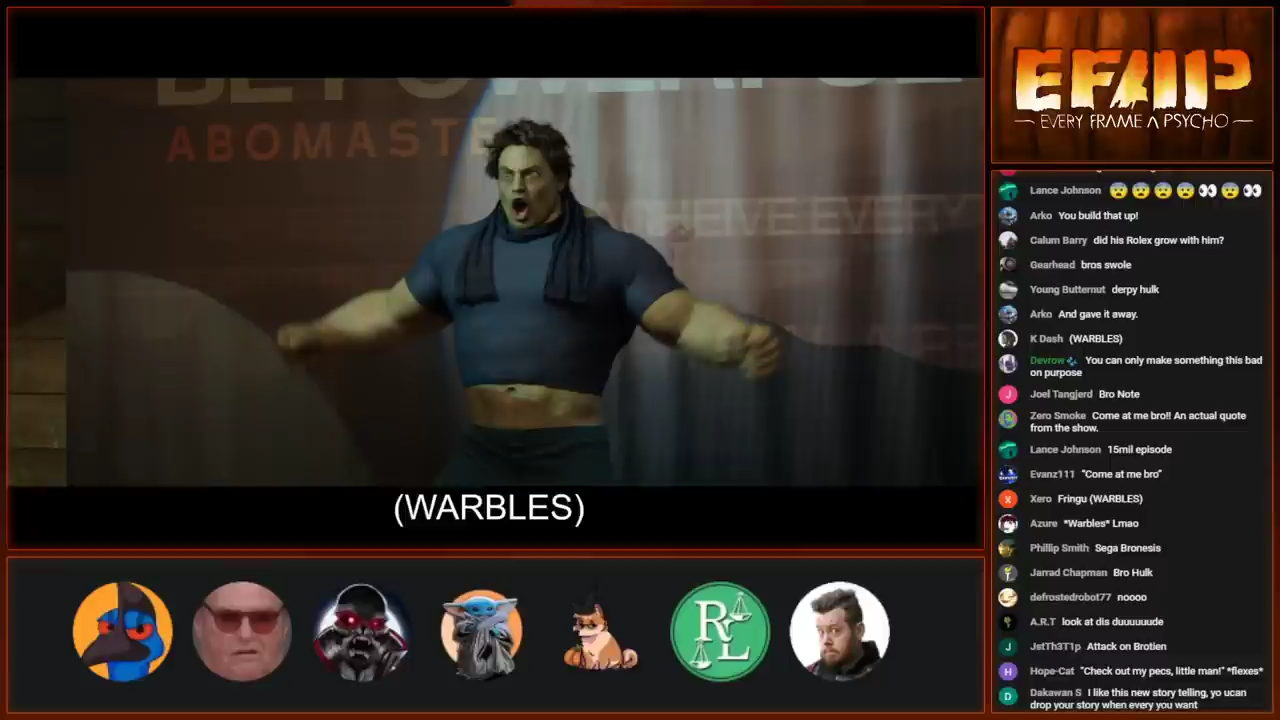 BE POWERFUL
ABOMASTE
ACHEIVE EVERYT
(WARBLES)
EFAP
EVERY FRAME A PSYCHO
Lance Johnson 😨😨😨😨👀😨👀
Arko You build that up!
Calum Barry did his Rolex grow with him?
Gearhead bros swole
Young Butternut derpy hulk
Arko And gave it away.
K Dash (WARBLES)
Devrow You can only make something this bad
on purpose
J
Joel Tangjerd Bro Note
Zero Smoke Come at me bro!! An actual quote
from the show.
Lance Johnson 15mil episode
Evanz111 "Come at me bro"
X
Xero Fringu (WARBLES)
Azure *Warbles* Lmao
Phillip Smith Sega Bronesis
Jarrad Chapman Bro Hulk
defrostedrobot77 noooo
A.R.T look at dis duuuuuude
J
JstTh3T1p Attack on Brotien
H
Hope-Cat "Check out my pecs, little man!" *flexes*
D
Dakawan S I like this new story telling, yo ucan
drop your story when every you want
RL